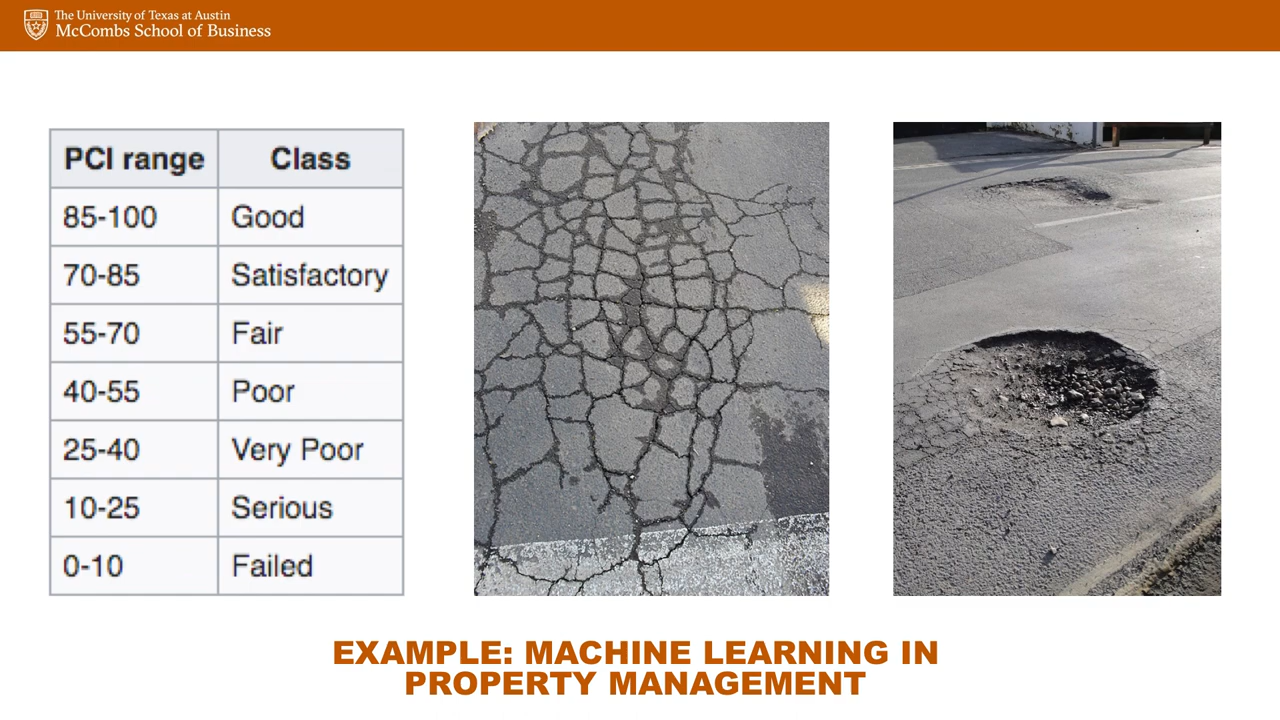 The University of Texas at Austin
McCombs School of Business
PCI range Class
85-100 Good
70-85 Satisfactory
55-70 Fair
40-55 Poor
25-40 Very Poor
10-25 Serious
0-10 Failed
EXAMPLE: MACHINE LEARNING IN
PROPERTY MANAGEMENT